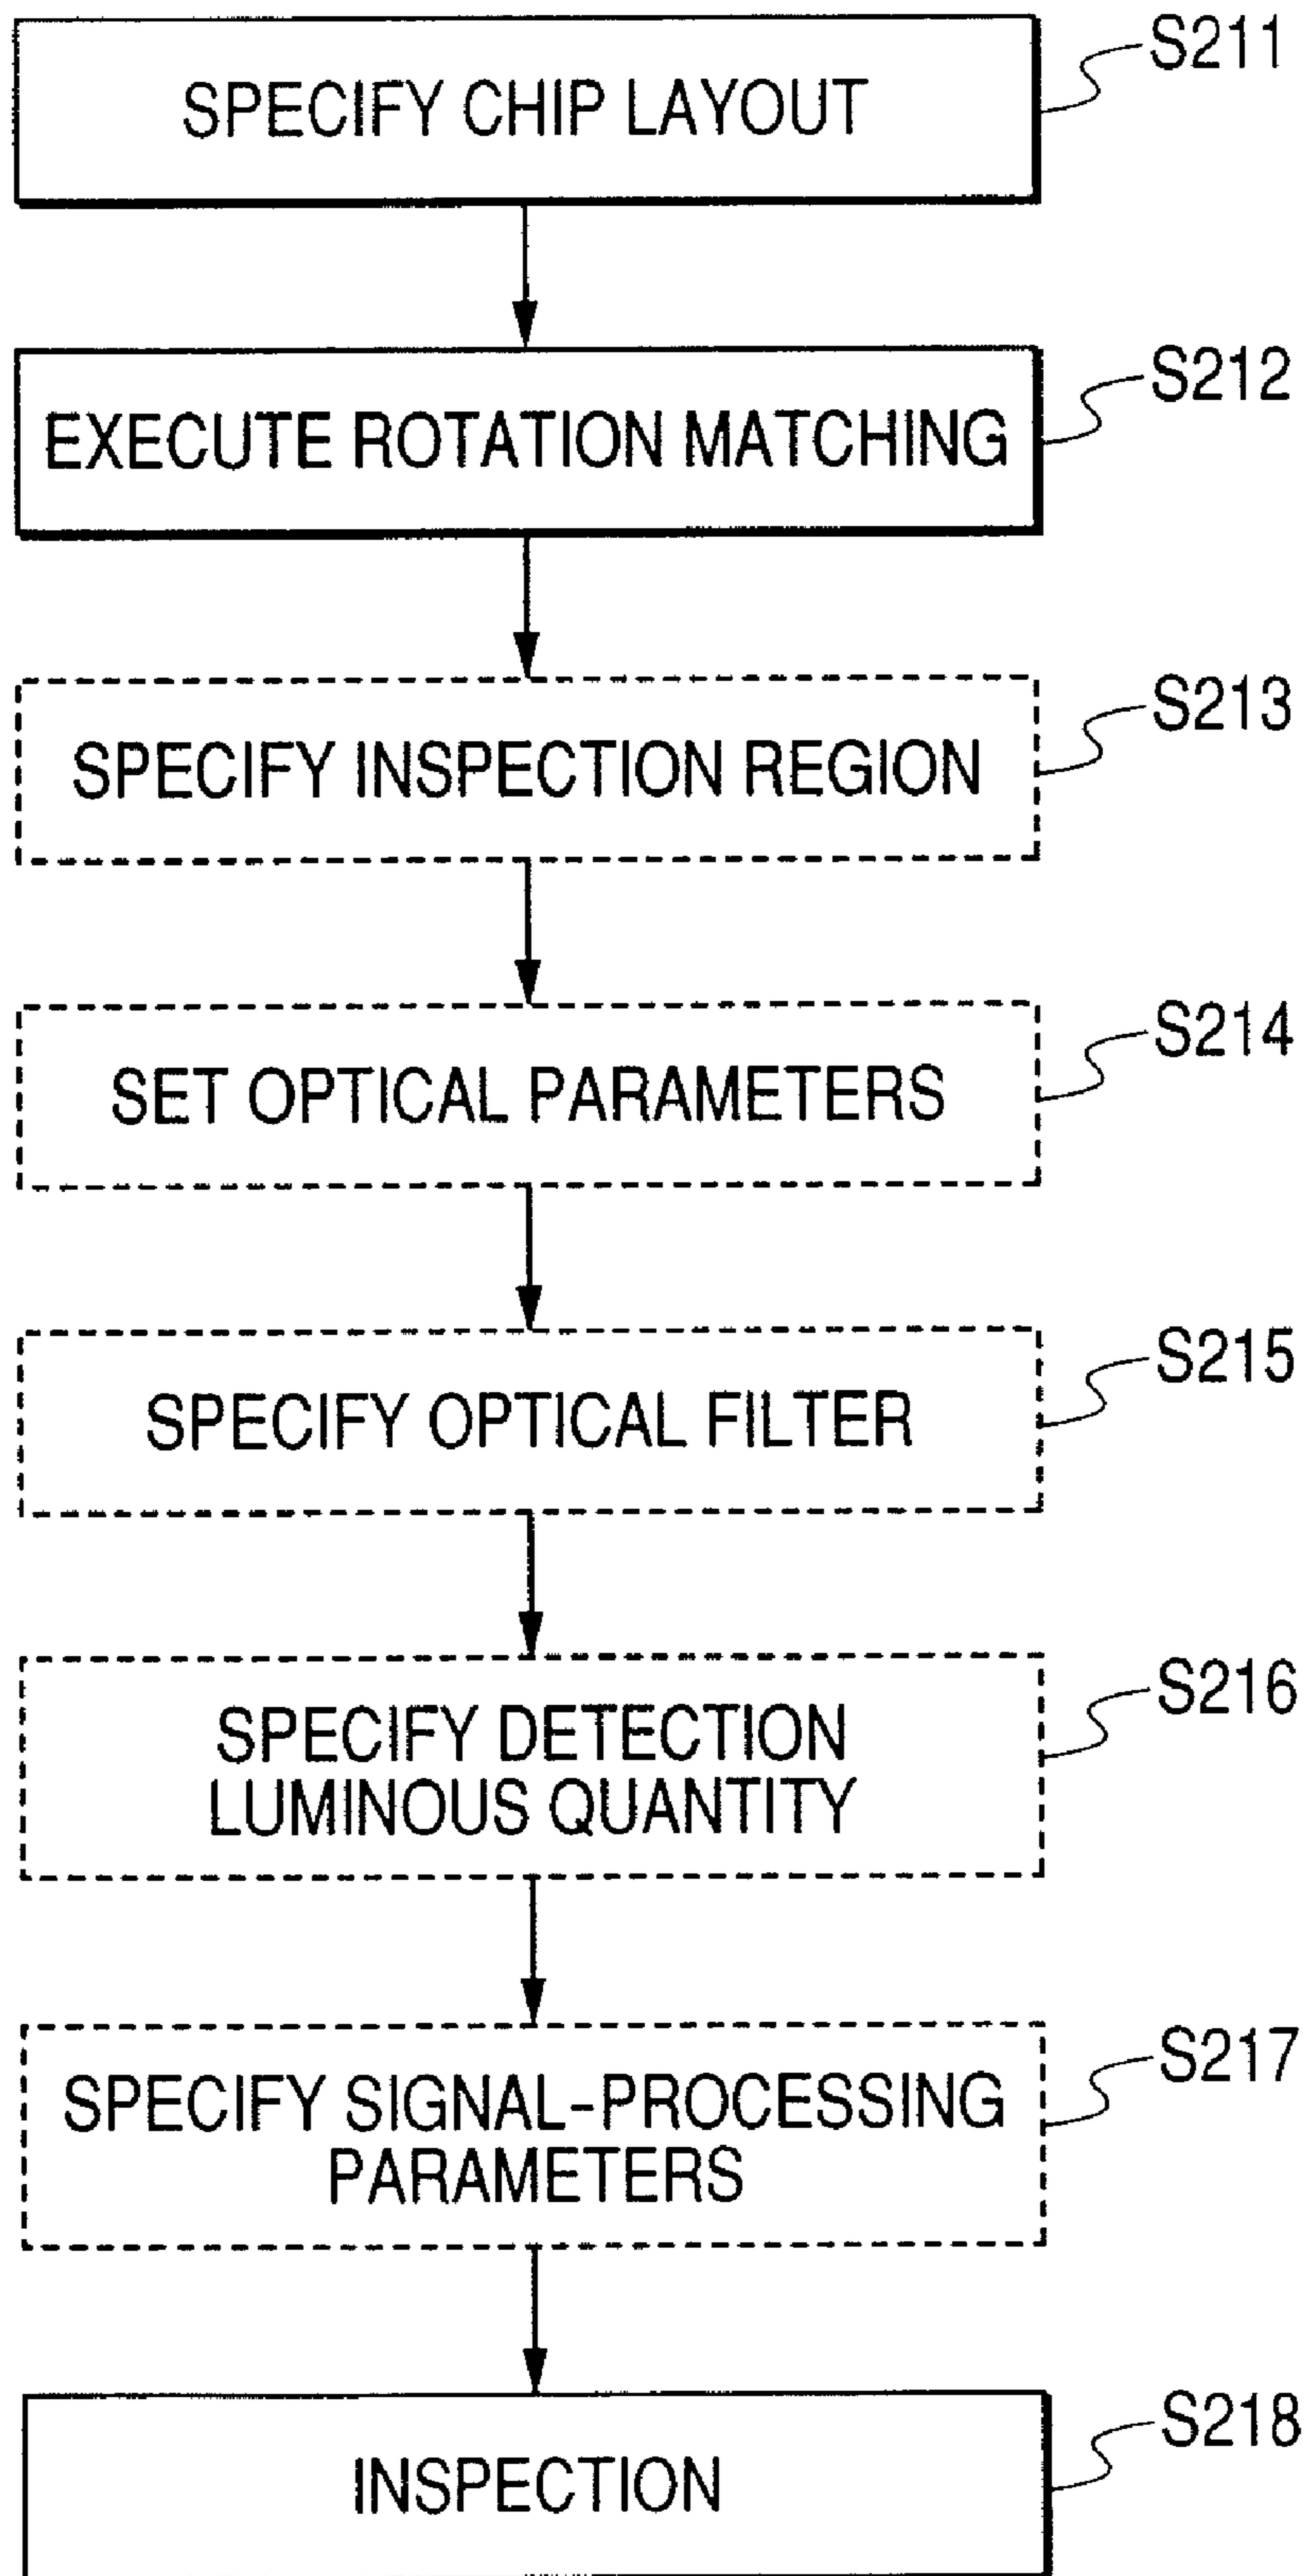 SPECIFY CHIP LAYOUT
S211
EXECUTE ROTATION MATCHING
S212
SPECIFY INSPECTION REGION
S213
SET OPTICAL PARAMETERS
S214
SPECIFY OPTICAL FILTER
S215
SPECIFY DETECTION
LUMINOUS QUANTITY
S216
SPECIFY SIGNAL-PROCESSING
PARAMETERS
S217
INSPECTION
S218